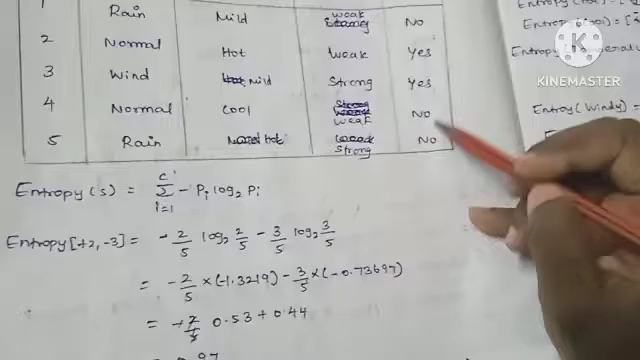 1 Rain Mild weak No
2 Normal Hot Weak Yes
3 Wind Mild Strong Yes
4 Normal Cool weak No
5 Rain Hot strong No
Entropy (s) = C Σ i=1 - Pi log2 Pi
Entropy [+2, -3] = - 2/5 log2 2/5 - 3/5 log2 3/5
= - 2/5 × (-1.3219) - 3/5 × (-0.73697)
= + 0.53 + 0.44
Entropy
Entropy
Entropy (Windy) =
KINEMASTER